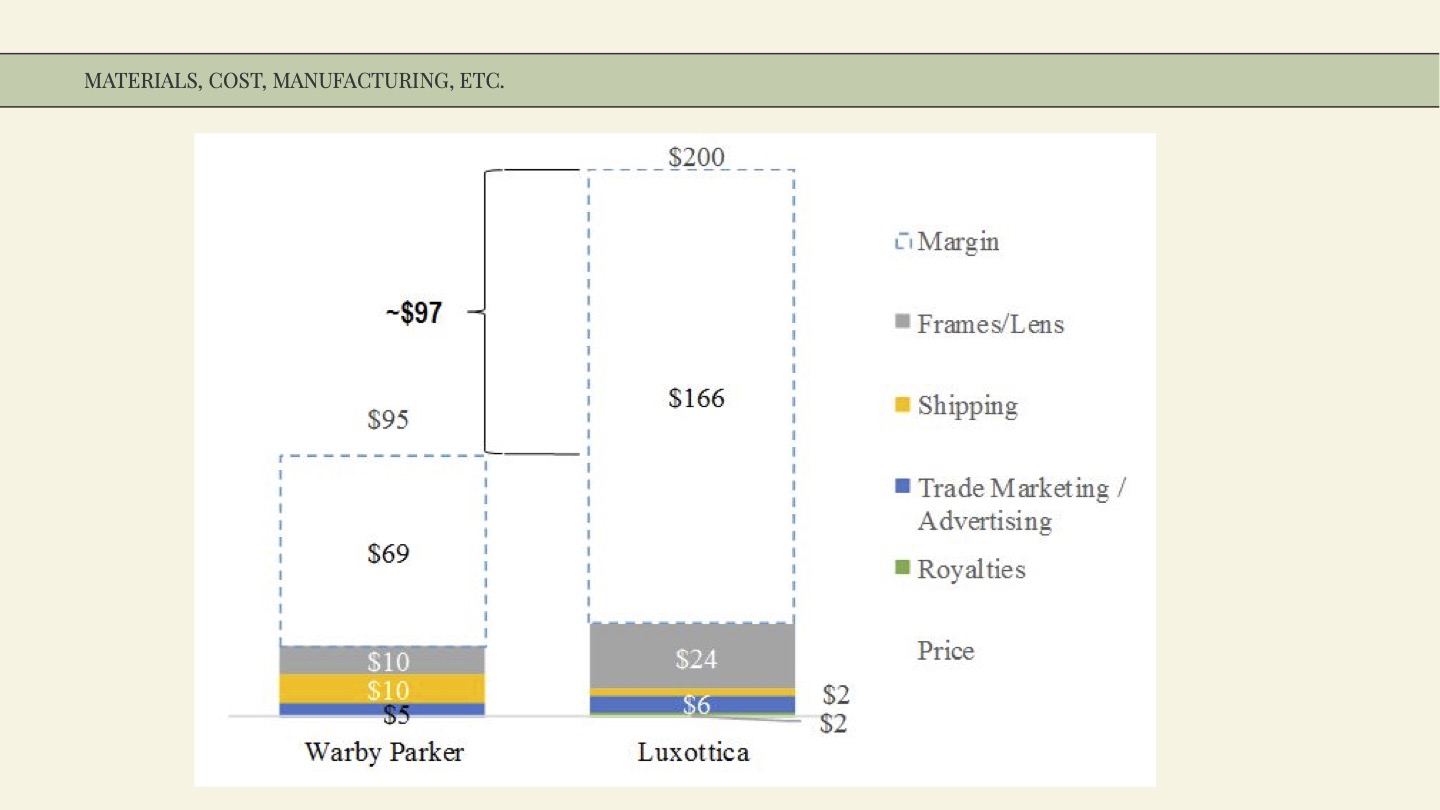 MATERIALS, COST, MANUFACTURING, ETC.
$200
Margin
~$97
Frames/Lens
$166
Shipping
$95
Trade Marketing /
Advertising
$69
Royalties
Price
$10
$24
$10
$2
$5
$6
$2
Warby Parker
Luxottica